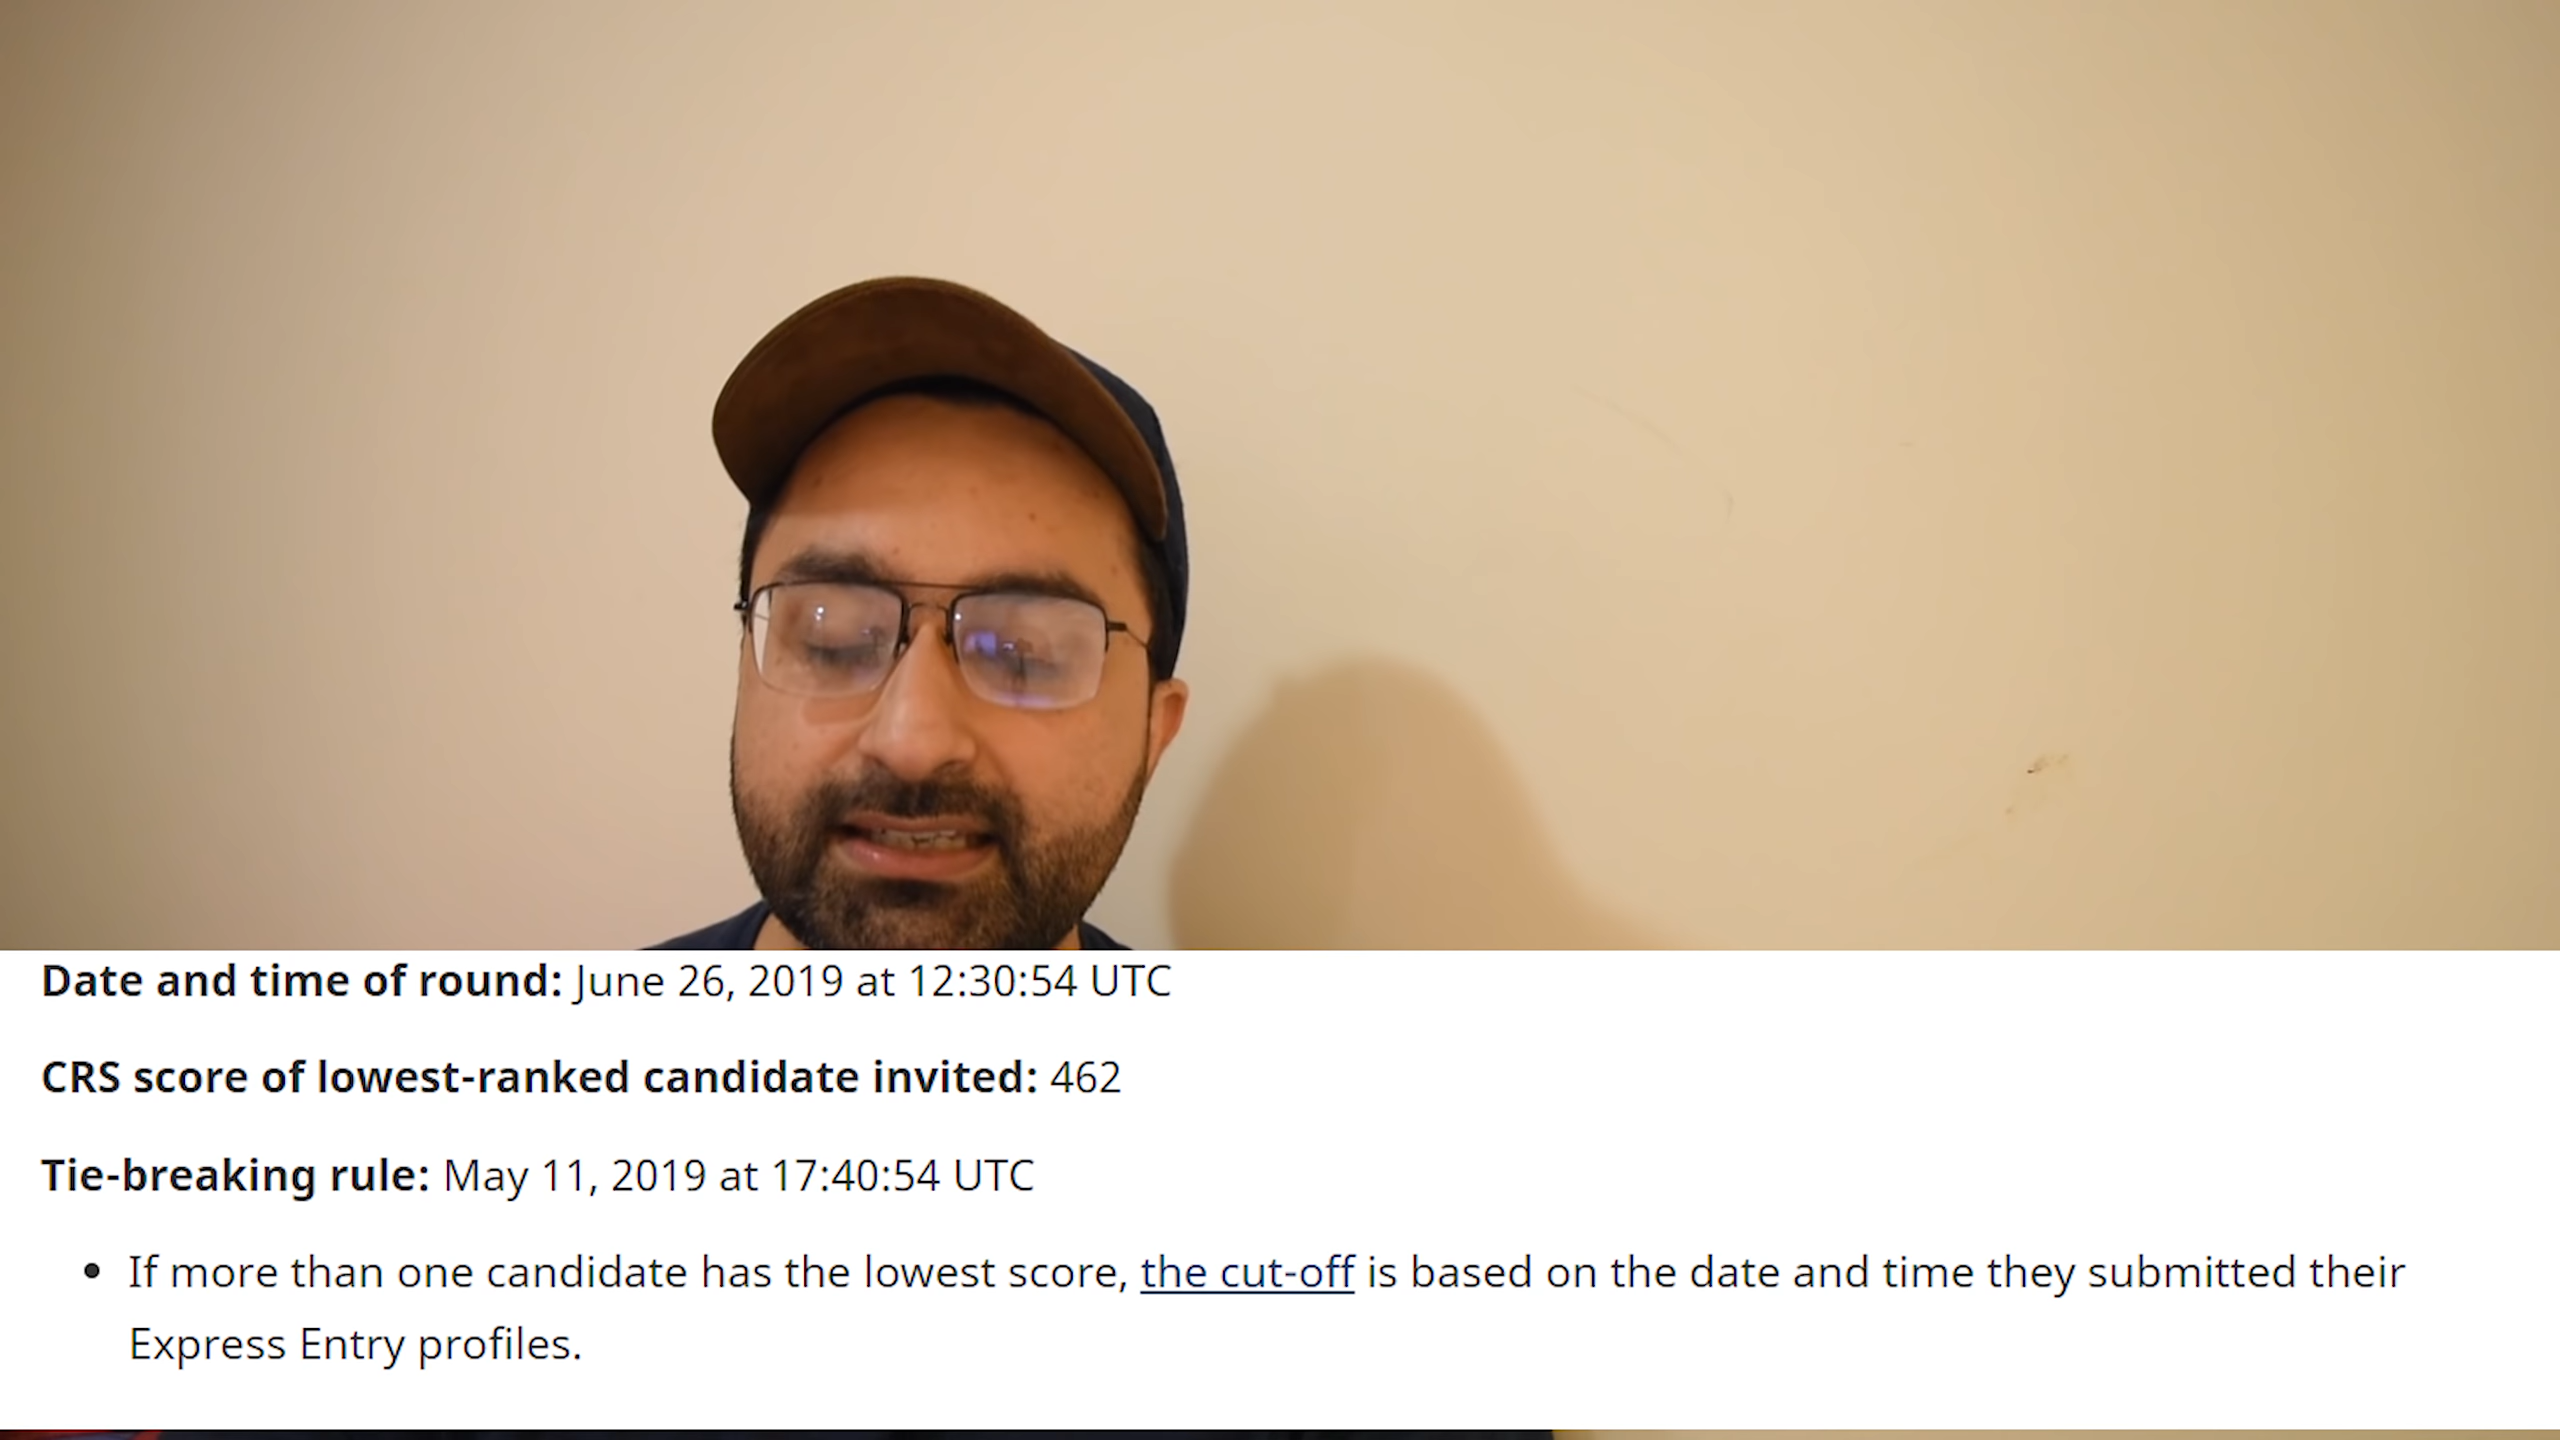 Date and time of round: June 26, 2019 at 12:30:54 UTC
CRS score of lowest-ranked candidate invited: 462
Tie-breaking rule: May 11, 2019 at 17:40:54 UTC
• If more than one candidate has the lowest score, the cut-off is based on the date and time they submitted their
Express Entry profiles.